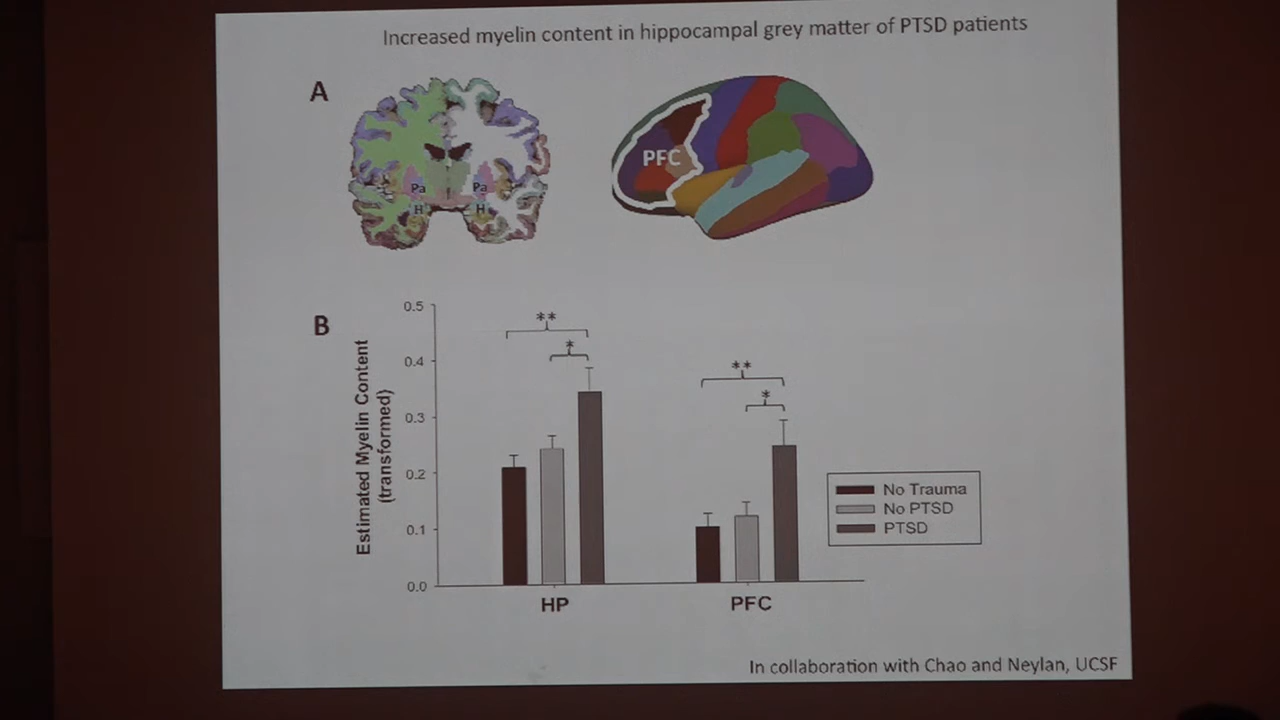 Increased myelin content in hippocampal grey matter of PTSD patients
A
PFC
Pa Pa
H H
B
Estimated Myelin Content
(transformed)
0.5
0.4
0.3
0.2
0.1
0.0
**
*
**
*
HP
PFC
No Trauma
No PTSD
PTSD
In collaboration with Chao and Neylan, UCSF